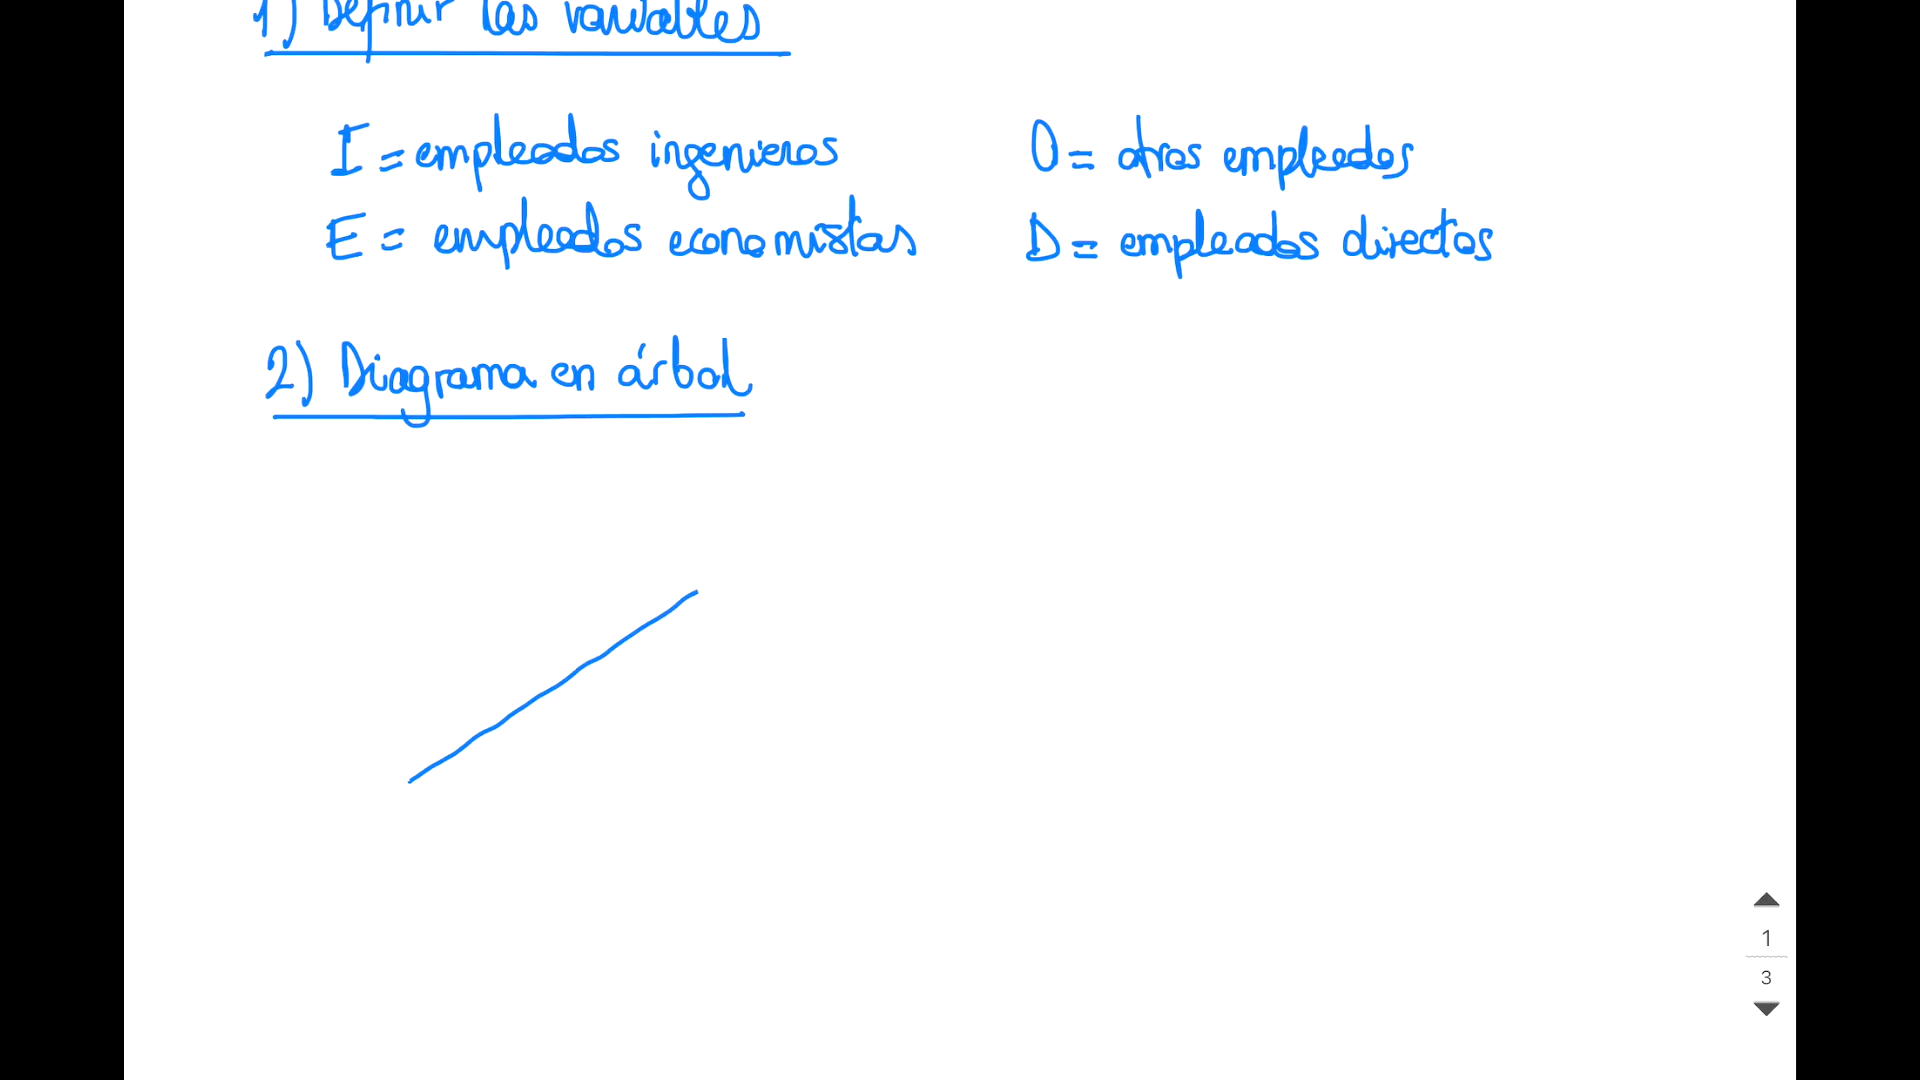 1) Definir las variables
I = empleados ingenieros
O = otros empleados
E = empleados economistas
D = empleados directos
2) Diagrama en árbol
1
3